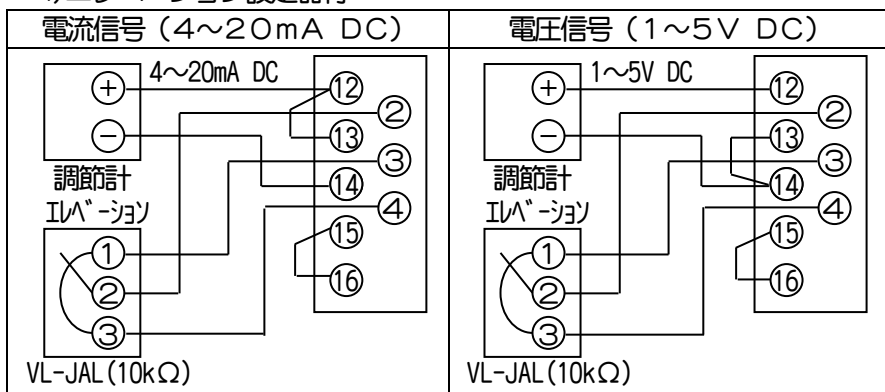 電流信号（4～20mA DC）
4～20mA DC
＋
－
調節計
エレベーション
①
②
③
VL-JAL(10kΩ)
⑫
②
⑬
③
⑭
④
⑮
⑯
電圧信号（1～5V DC）
1～5V DC
＋
－
調節計
エレベーション
①
②
③
VL-JAL(10kΩ)
⑫
②
⑬
③
⑭
④
⑮
⑯